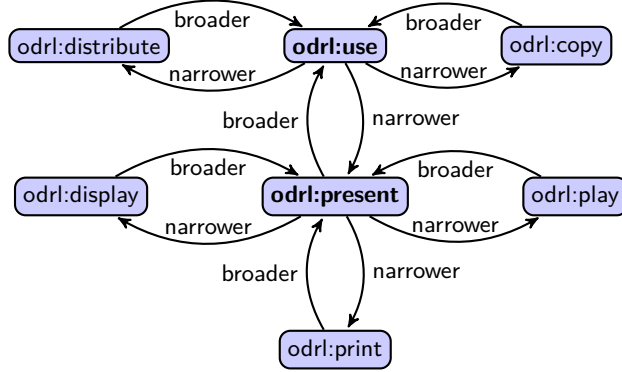 broader
broader
odrl:distribute
odrl:use
odrl:copy
narrower
narrower
broader
narrower
broader
broader
odrl:display
odrl:present
odrl:play
narrower
narrower
broader
narrower
odrl:print